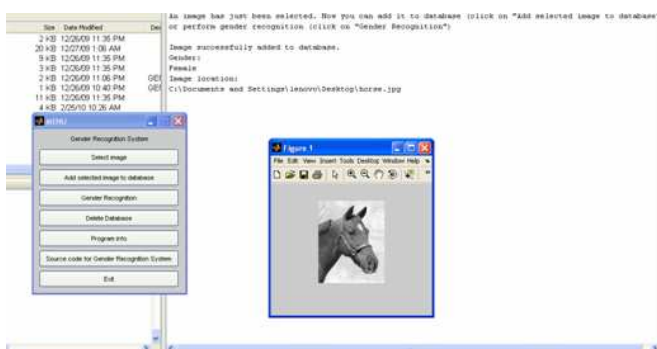 An image has just been selected. Now you can add it to database (click on "Add selected image to database"
or perform gender recognition (click on "Gender Recognition")
Image successfully added to database.
Gender:
Female
Image location:
C:\Documents and Settings\lenovo\Desktop\horse.jpg
Size Date Modified Des
2 KB 12/26/09 11:35 PM
20 KB 12/27/09 1:06 AM
9 KB 12/26/09 11:35 PM
3 KB 12/26/09 11:35 PM
2 KB 12/26/09 11:06 PM GEN
1 KB 12/26/09 10:40 PM GEN
11 KB 12/26/09 11:35 PM
4 KB 2/25/10 10:26 AM
MENU
Gender Recognition System
Select image
Add selected image to database
Gender Recognition
Delete Database
Program info
Source code for Gender Recognition System
Exit
Figure 1
File Edit View Insert Tools Desktop Window Help